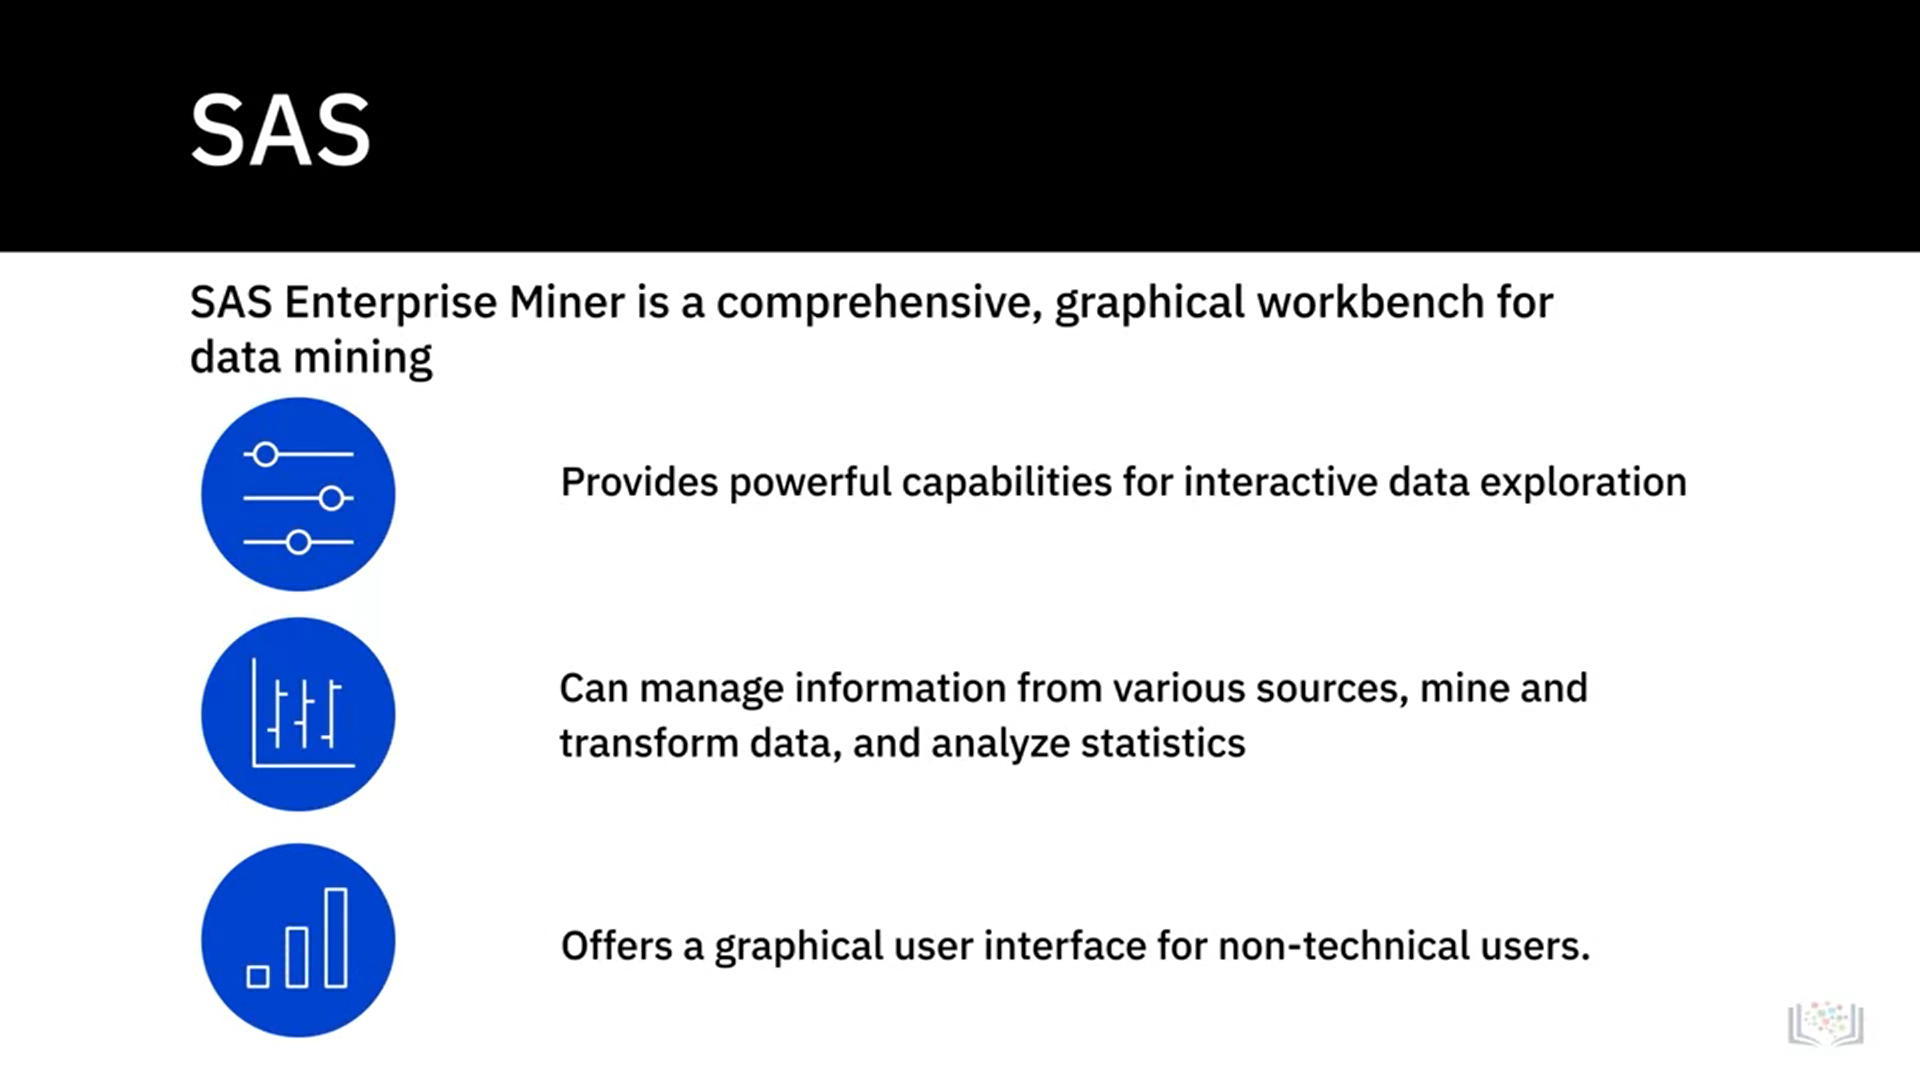 SAS
SAS Enterprise Miner is a comprehensive, graphical workbench for
data mining
Provides powerful capabilities for interactive data exploration
Can manage information from various sources, mine and
transform data, and analyze statistics
Offers a graphical user interface for non-technical users.